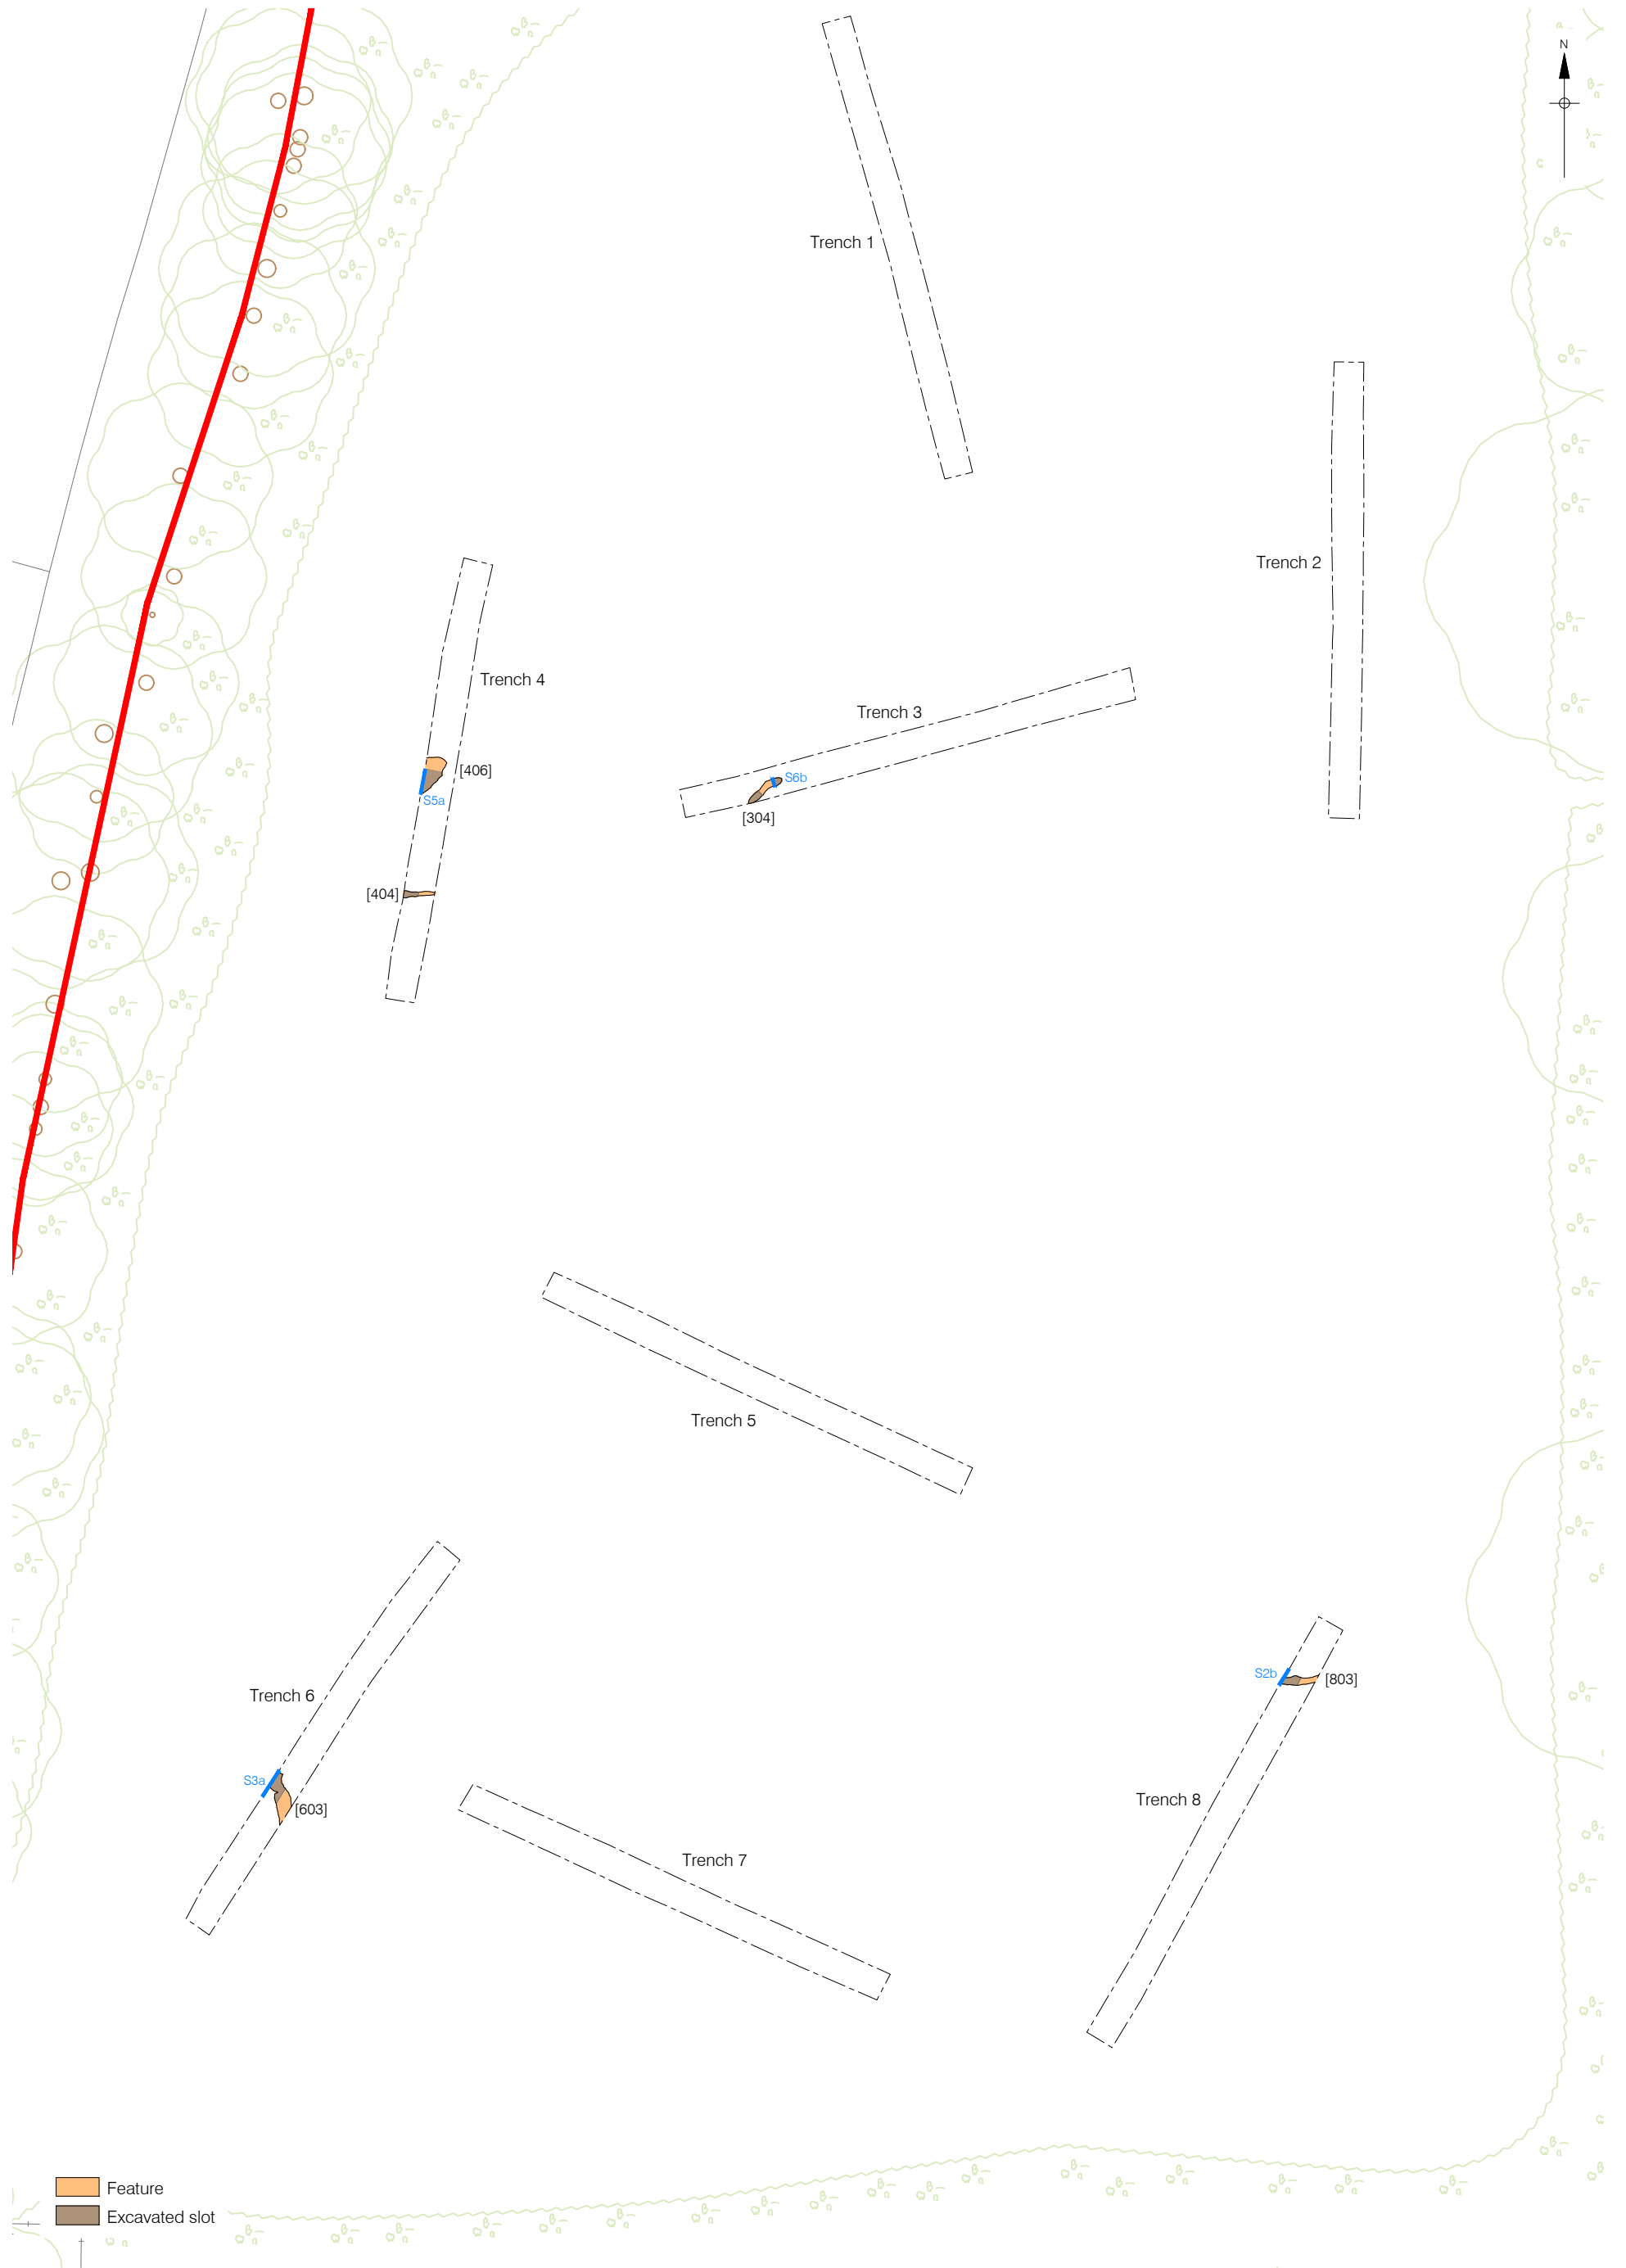 N
Trench 1
Trench 2
Trench 4
Trench 3
[406]
S5a
S6b
[304]
[404]
Trench 5
Trench 6
S2b
[803]
S3a
[603]
Trench 8
Trench 7
Feature
Excavated slot